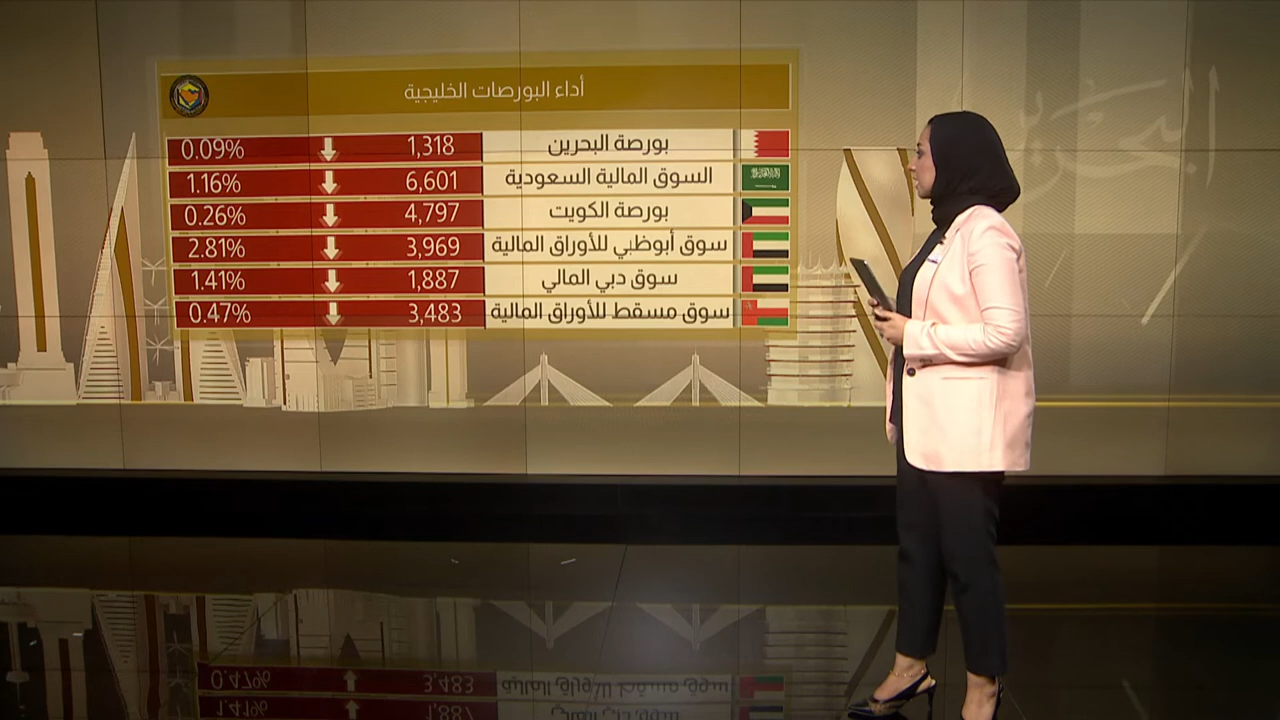 أداء البورصات الخليجية
بورصة البحرين 1,318 0.09%
السوق المالية السعودية 6,601 1.16%
بورصة الكويت 4,797 0.26%
سوق أبوظبي للأوراق المالية 3,969 2.81%
سوق دبي المالي 1,887 1.41%
سوق مسقط للأوراق المالية 3,483 0.47%
البحرين